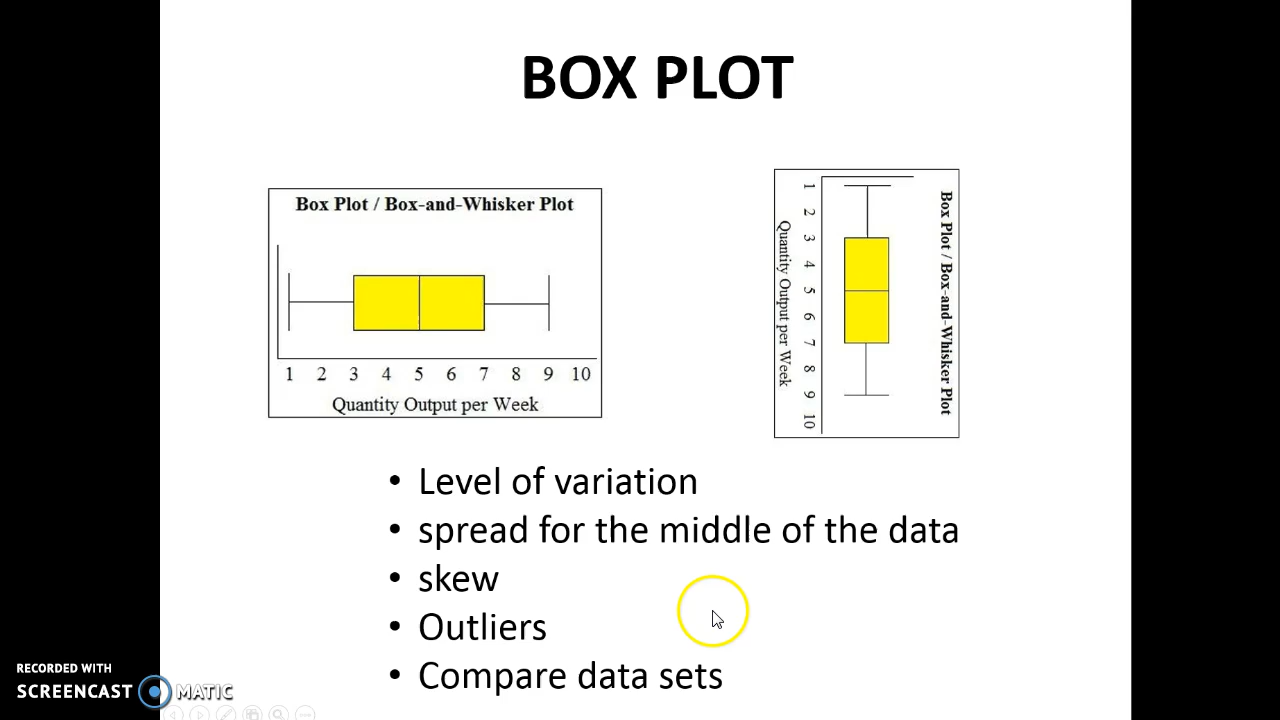 BOX PLOT
Box Plot / Box-and-Whisker Plot
1 2 3 4 5 6 7 8 9 10
Quantity Output per Week
Box Plot / Box-and-Whisker Plot
1 2 3 4 5 6 7 8 9 10
Quantity Output per Week
• Level of variation
• spread for the middle of the data
• skew
• Outliers
• Compare data sets
RECORDED WITH
SCREENCAST MATIC